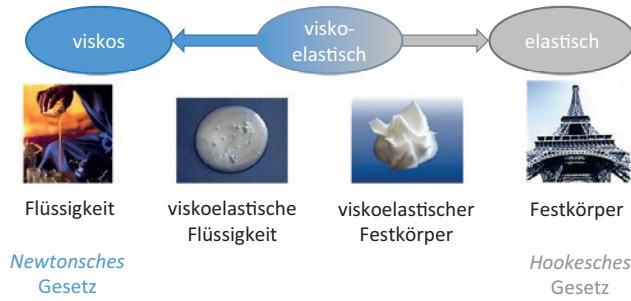 viskos
visko-
elastisch
elastisch
Flüssigkeit
viskoelastische
Flüssigkeit
viskoelastischer
Festkörper
Festkörper
Newtonsches
Gesetz
Hookesches
Gesetz